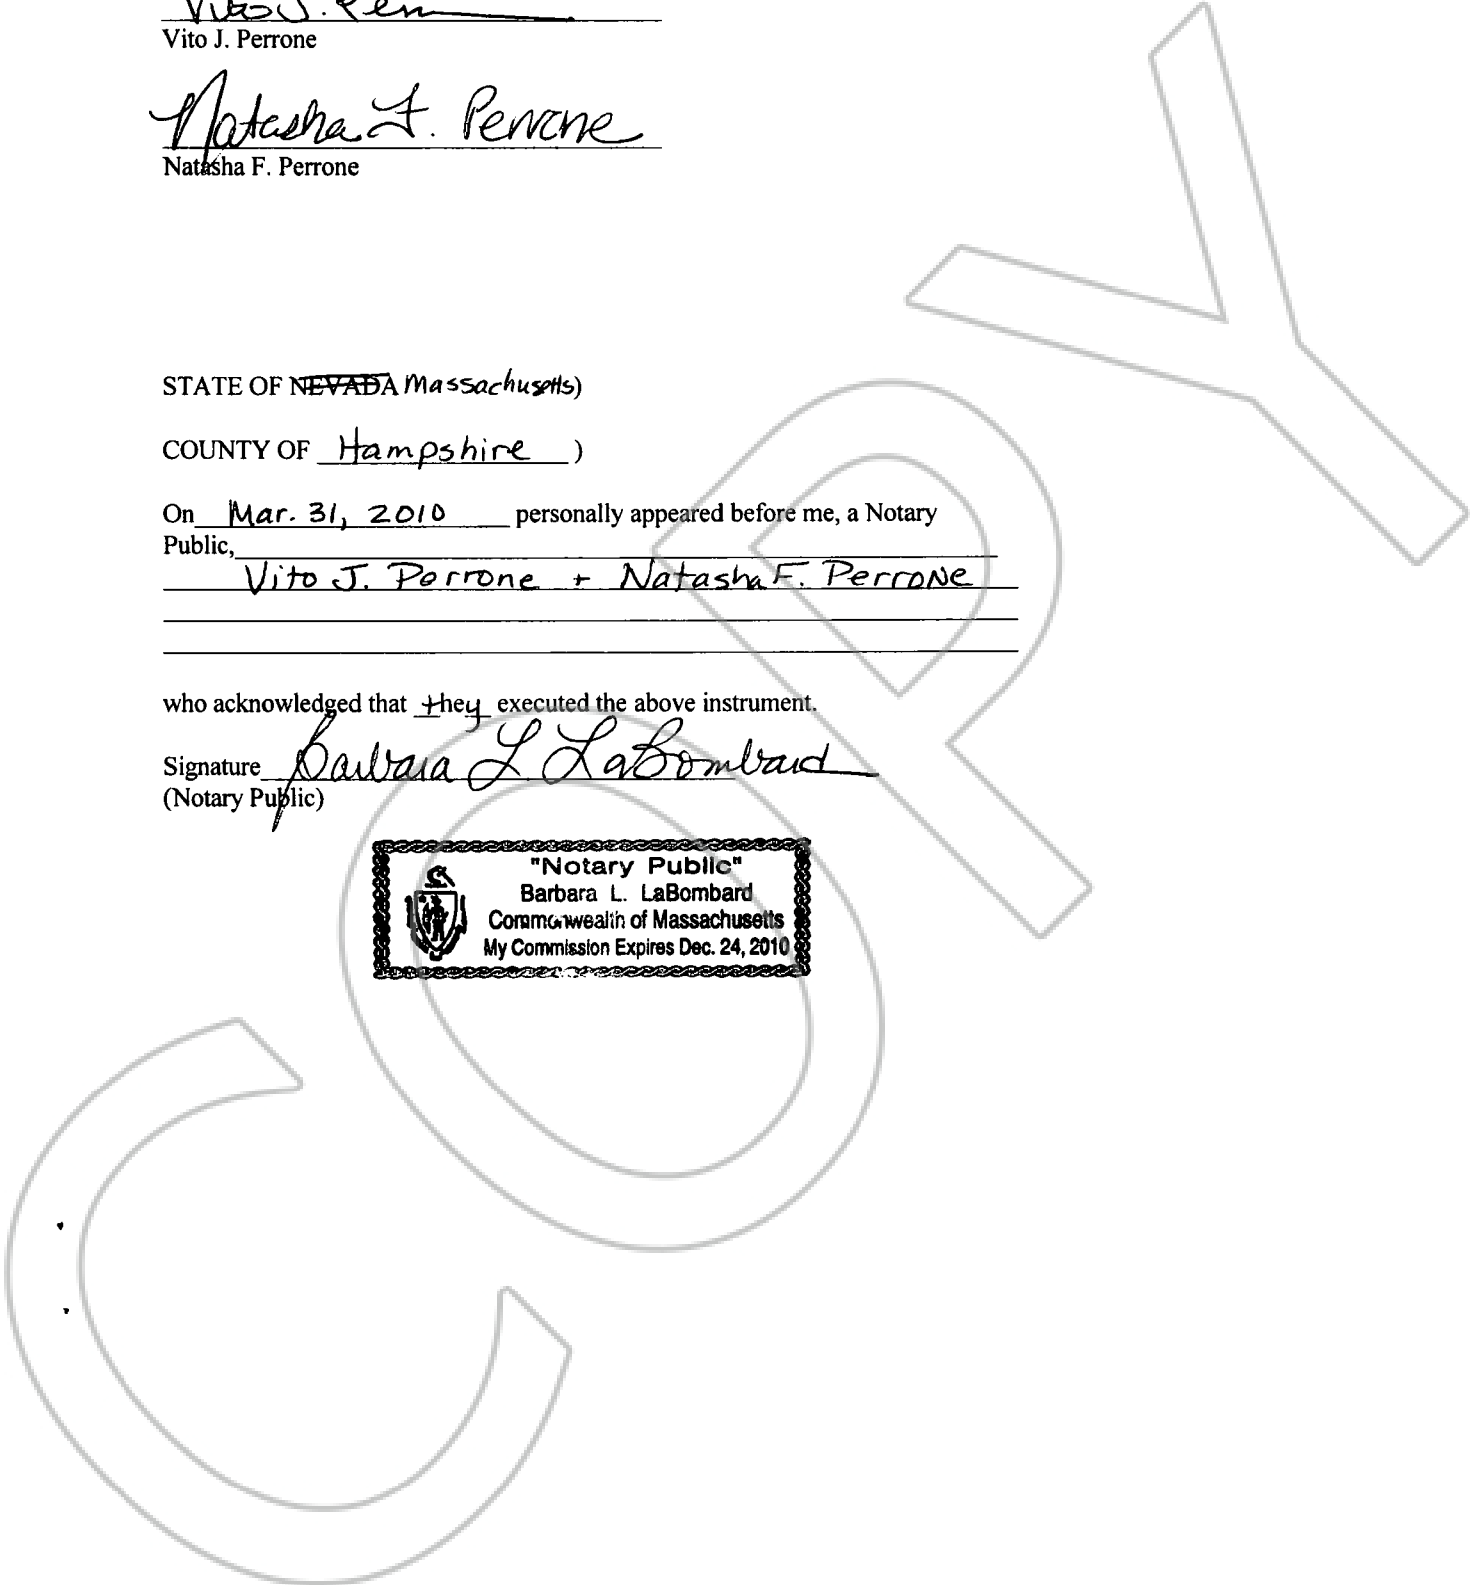 Vito J. Perrone
Natasha F. Perrone
Natasha F. Perrone
STATE OF NEVADA Massachusetts)
COUNTY OF Hampshire )
On Mar. 31, 2010 personally appeared before me, a Notary
Public,
Vito J. Perrone + Natasha F. Perrone
who acknowledged that they executed the above instrument.
Signature Barbara L LaBombard
(Notary Public)
"Notary Public"
Barbara L. LaBombard
Commonwealth of Massachusetts
My Commission Expires Dec. 24, 2010
COPY